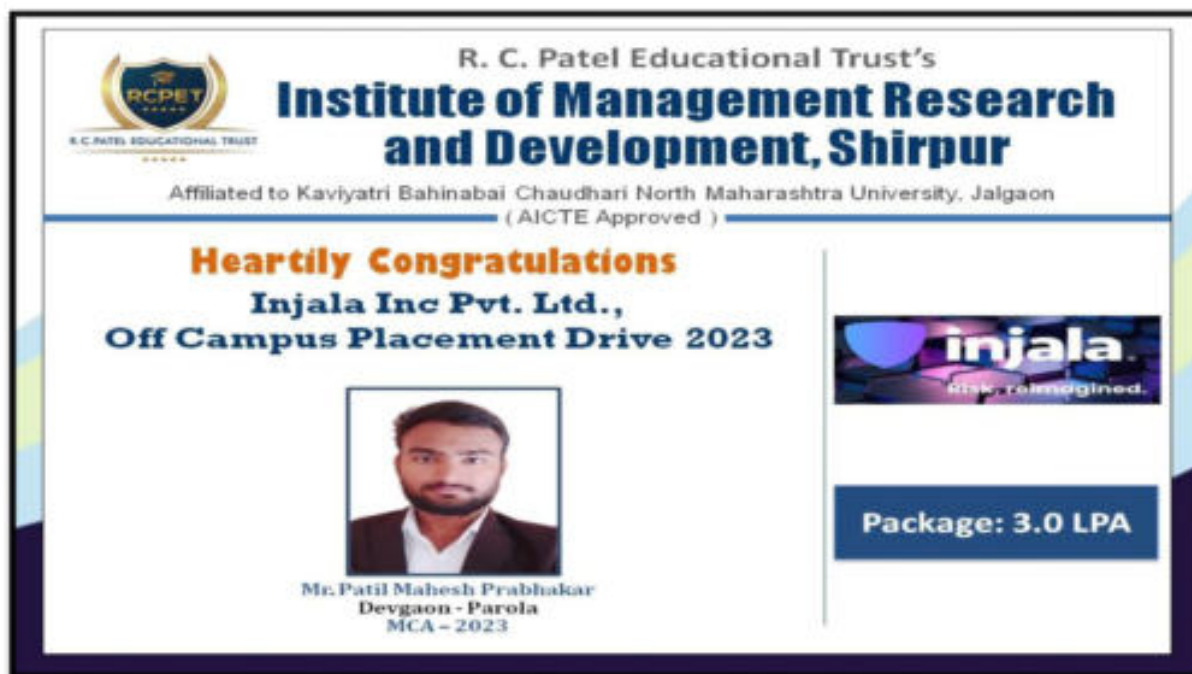 RCPET
R.C.PATEL EDUCATIONAL TRUST
R. C. Patel Educational Trust's
Institute of Management Research
and Development, Shirpur
Affiliated to Kaviyatri Bahinabai Chaudhari North Maharashtra University, Jalgaon
( AICTE Approved )
Heartily Congratulations
Injala Inc Pvt. Ltd.,
Off Campus Placement Drive 2023
Mr. Patil Mahesh Prabhakar
Devgaon - Parola
MCA – 2023
injala
Risk, reimagined.
Package: 3.0 LPA